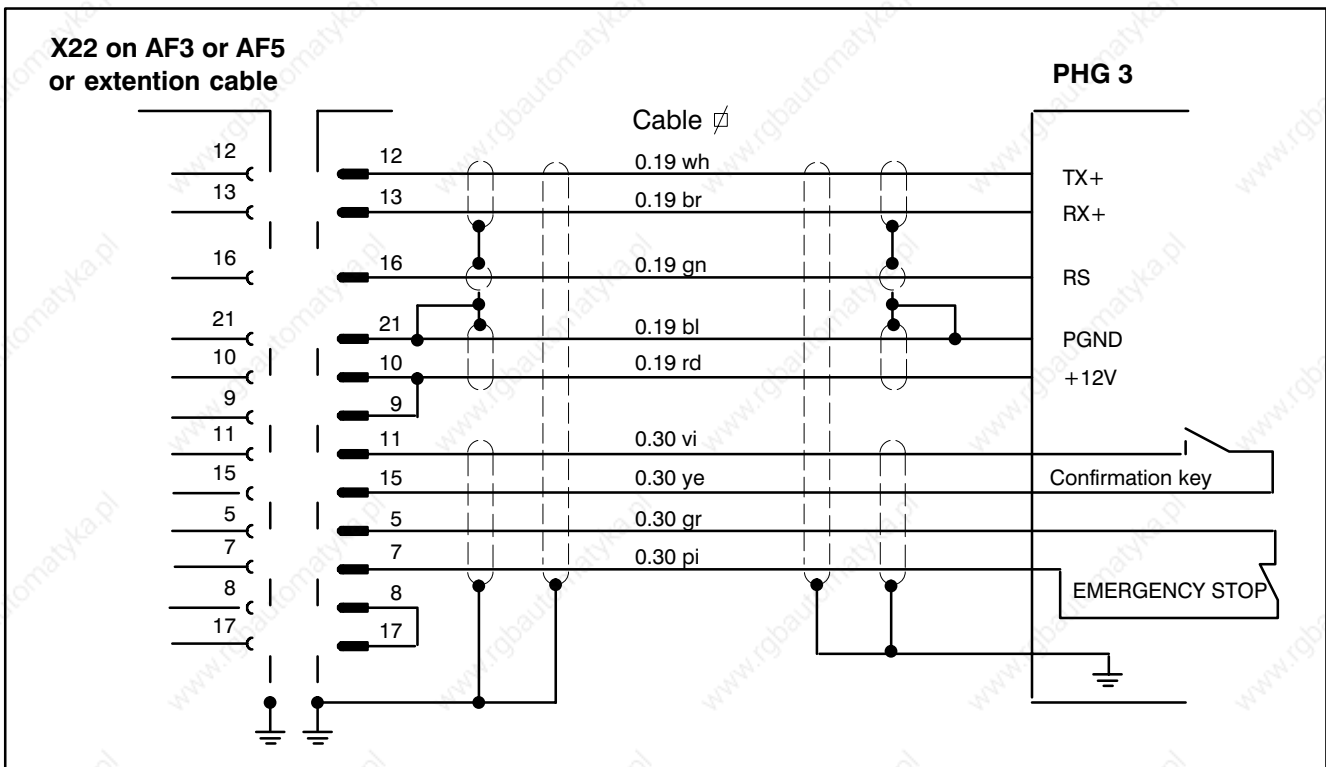 X22 on AF3 or AF5
or extention cable
PHG 3
Cable
12 12 0.19 wh TX+
13 13 0.19 br RX+
16 16 0.19 gn RS
21 21 0.19 bl PGND
10 10 0.19 rd +12V
9 9
11 11 0.30 vi
15 15 0.30 ye Confirmation key
5 5 0.30 gr
7 7 0.30 pi
8 8 EMERGENCY STOP
17 17
www.rgbautomatyka.pl